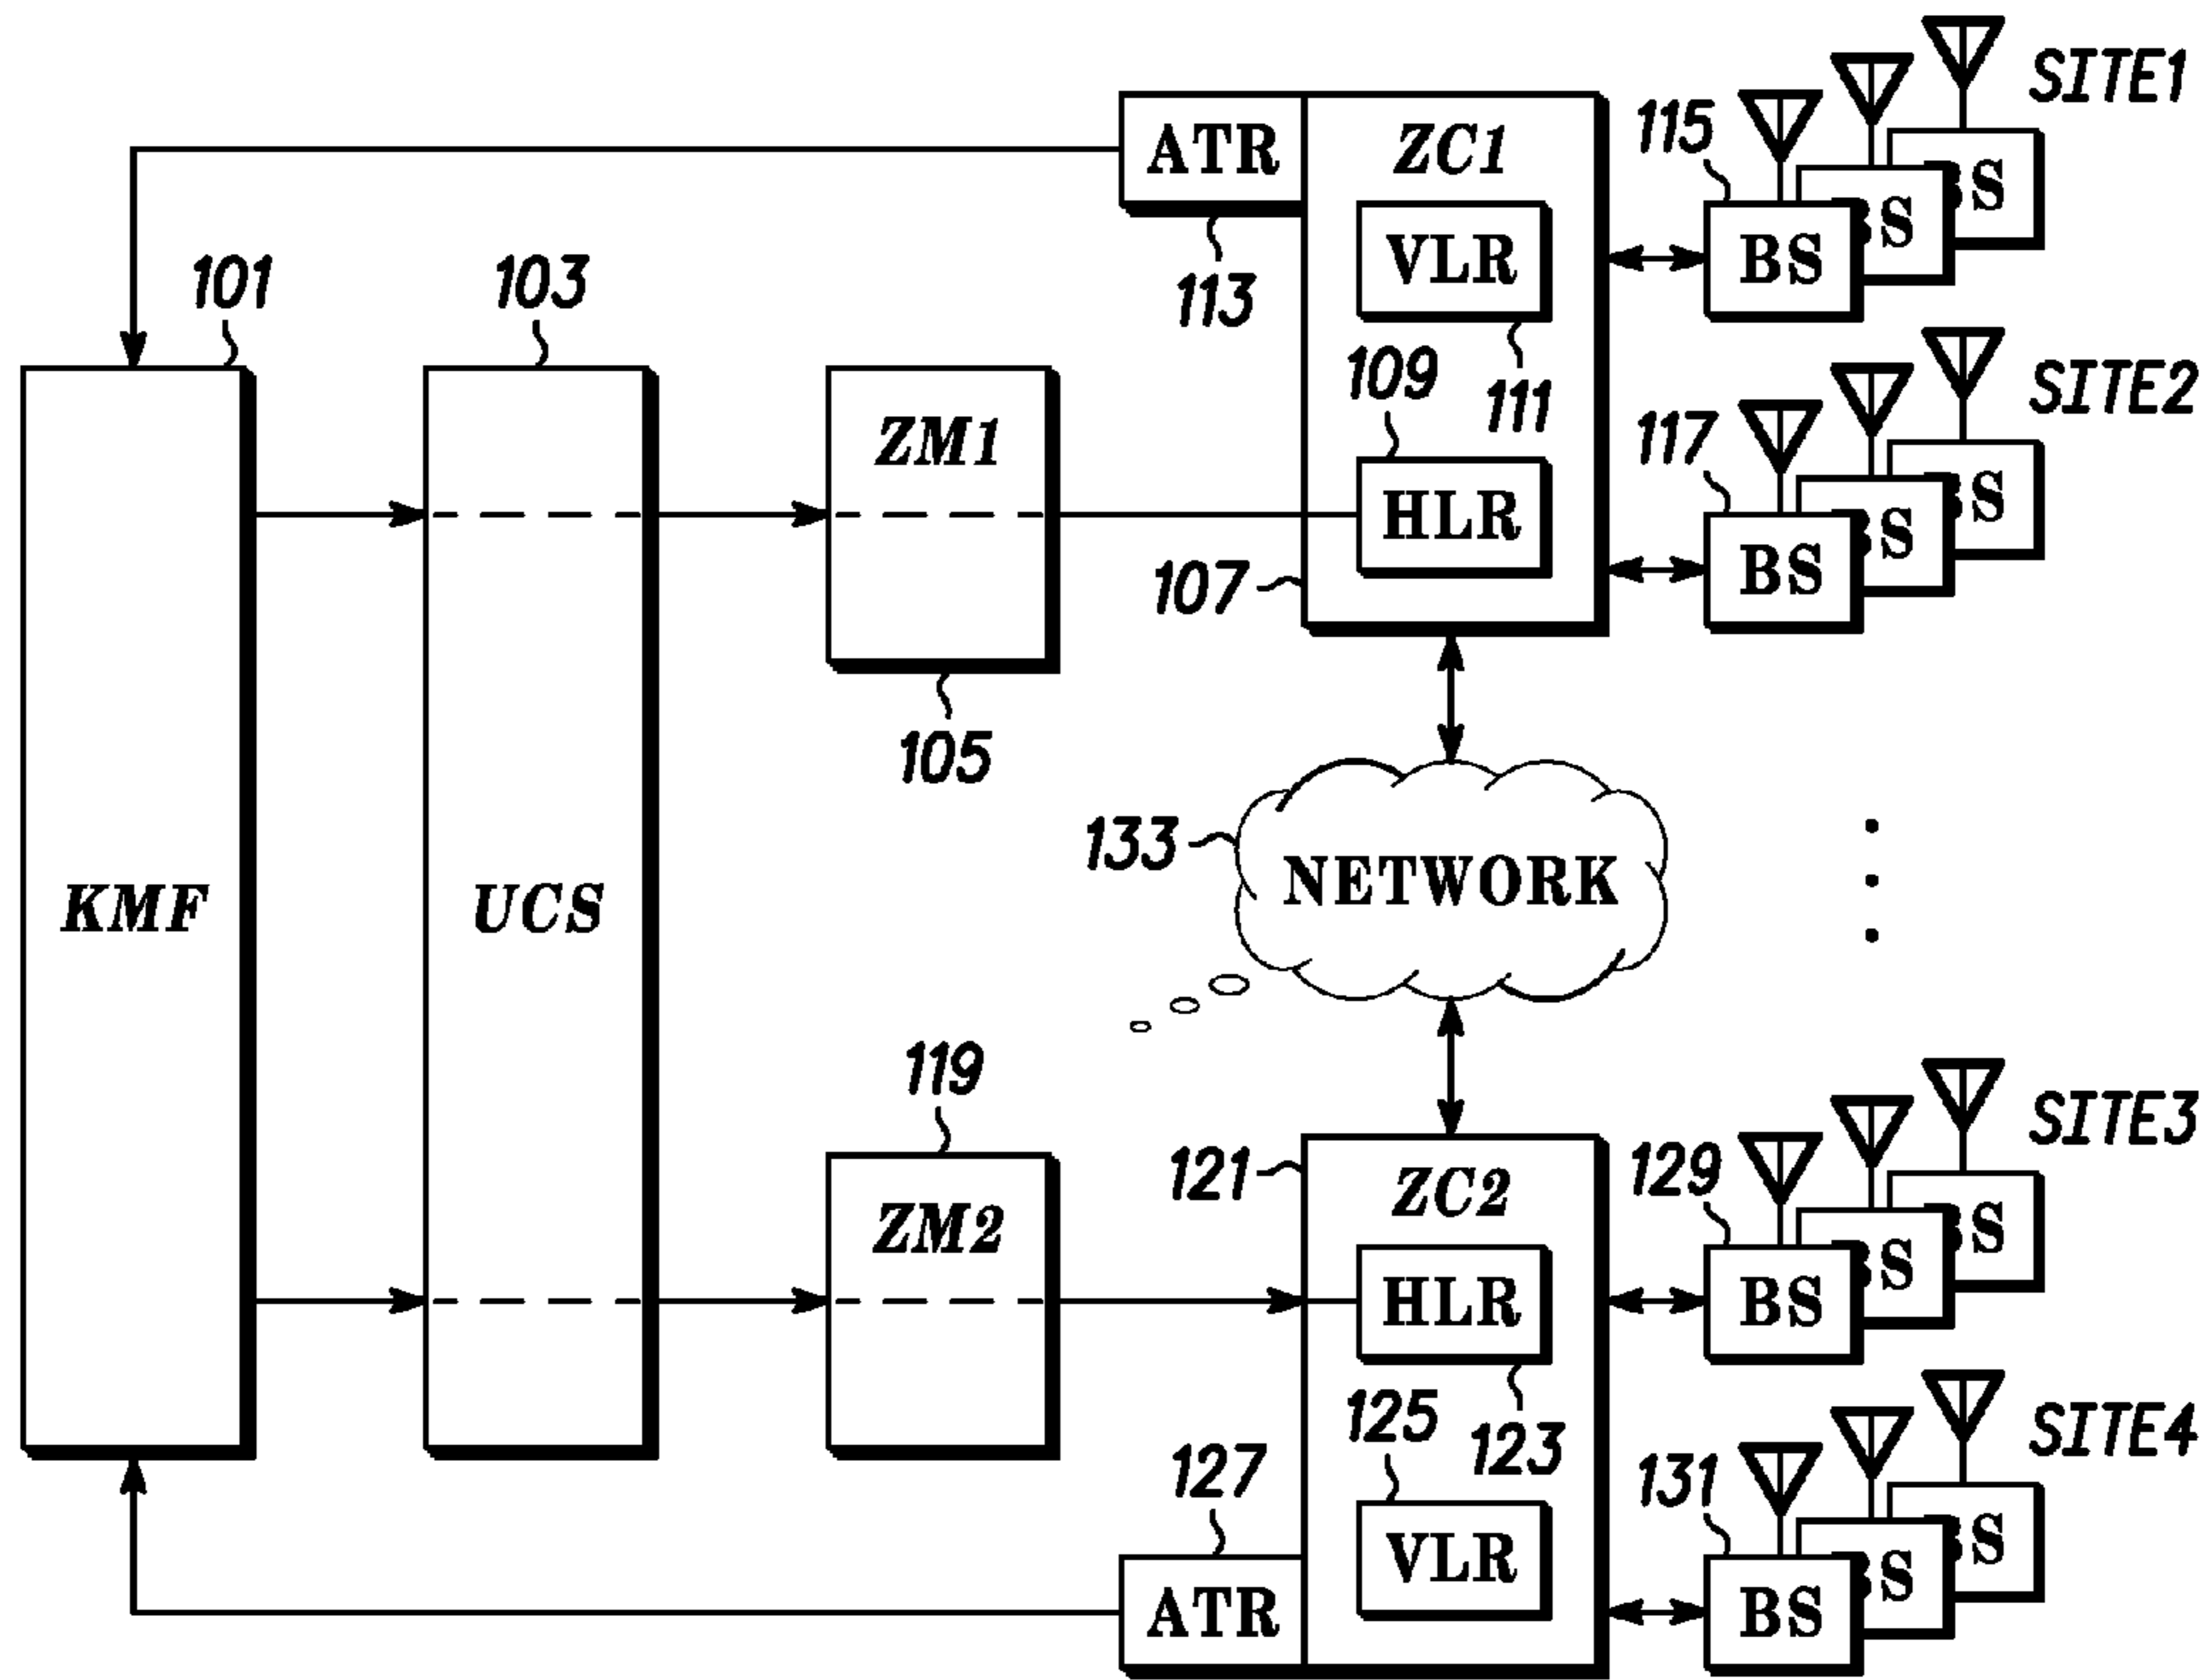 SITE1
ATR
ZC1
115
BS
BS
BS
VLR
113
101
103
111
109
SITE2
117
BS
BS
BS
ZM1
HLR
107
105
133
NETWORK
KMF
UCS
119
SITE3
121
ZC2
129
BS
BS
BS
ZM2
HLR
123
125
127
SITE4
131
BS
BS
BS
VLR
ATR